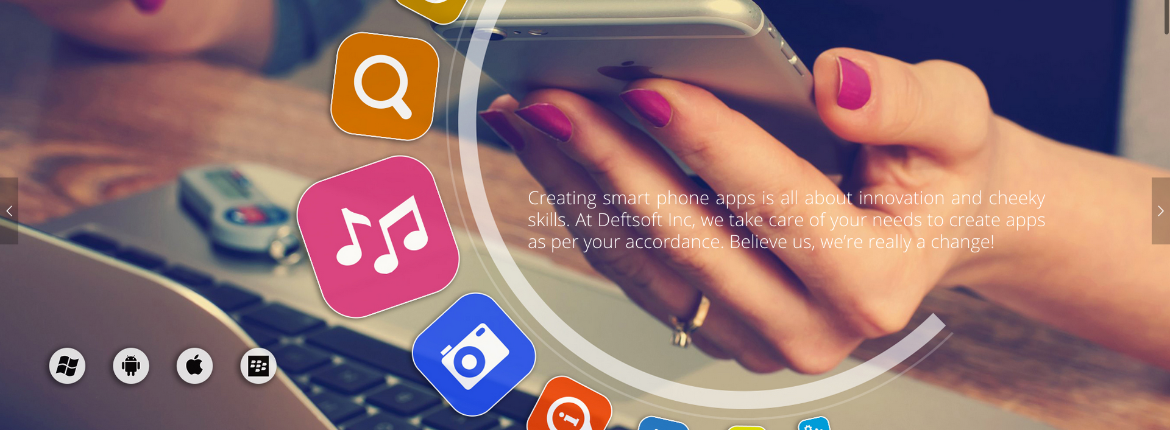 Creating smart phone apps is all about innovation and cheeky
skills. At Deftsoft Inc, we take care of your needs to create apps
as per your accordance. Believe us, we're really a change!